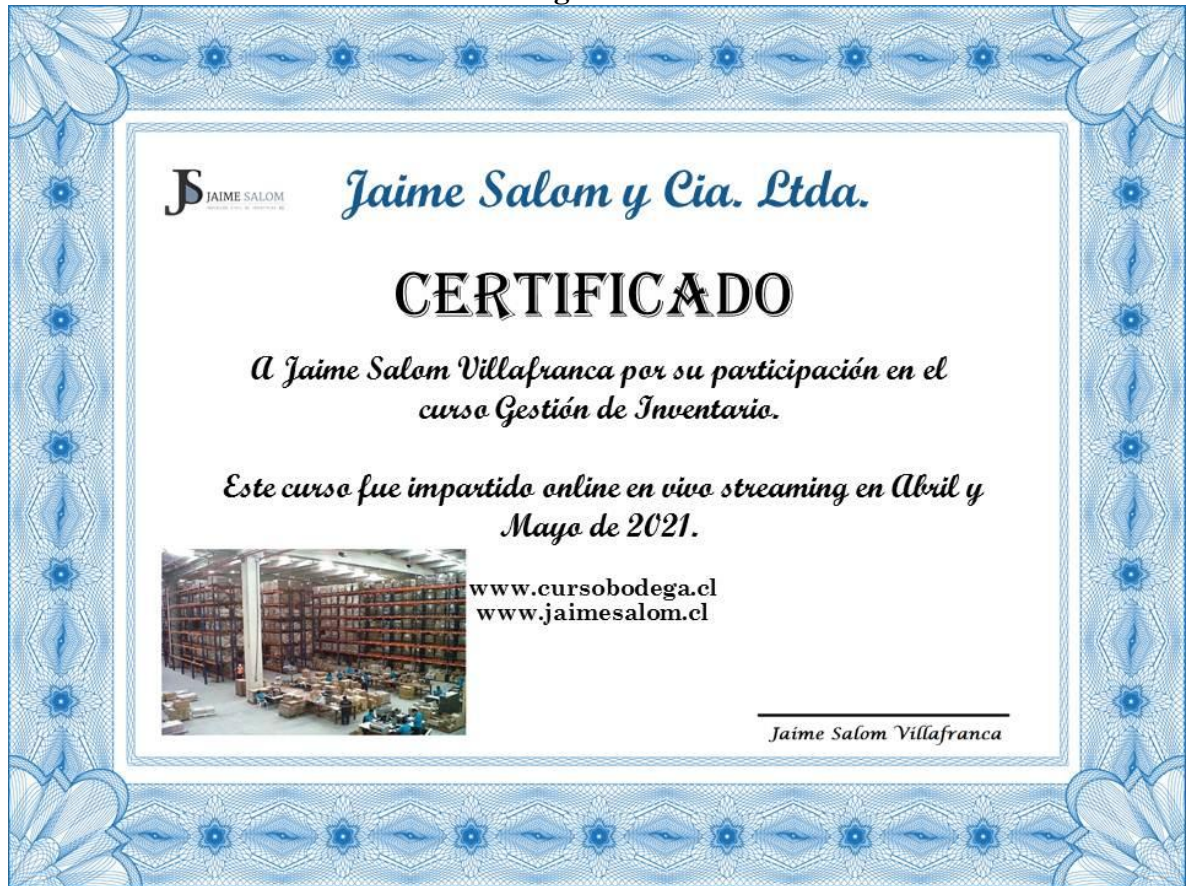 JS JAIME SALOM
Jaime Salom y Cia. Ltda.
CERTIFICADO
A Jaime Salom Villafranca por su participación en el
curso Gestión de Inventario.
Este curso fue impartido online en vivo streaming en Abril y
Mayo de 2021.
www.cursobodega.cl
www.jaimesalom.cl
Jaime Salom Villafranca